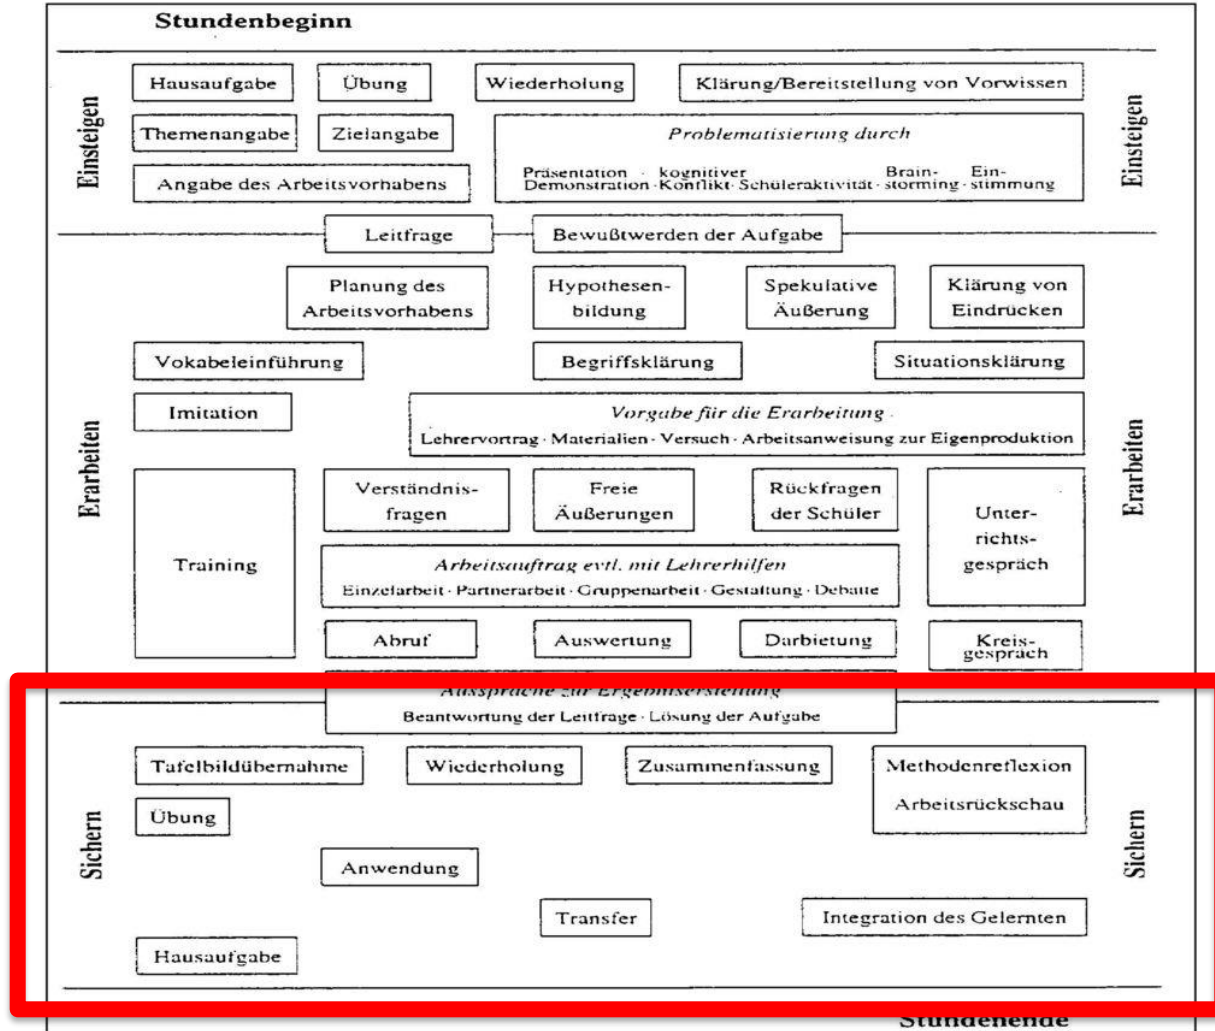 Stundenbeginn
Einsteigen
Einsteigen
Hausaufgabe
Übung
Wiederholung
Klärung/Bereitstellung von Vorwissen
Themenangabe
Zielangabe
Problematisierung durch
Angabe des Arbeitsvorhabens
Präsentation · kognitiver Brain- Ein-
Demonstration · Konflikt · Schüleraktivität · storming · stimmung
Leitfrage
Bewußtwerden der Aufgabe
Erarbeiten
Erarbeiten
Planung des
Arbeitsvorhabens
Hypothesen-
bildung
Spekulative
Äußerung
Klärung von
Eindrücken
Vokabeleinführung
Begriffsklärung
Situationsklärung
Imitation
Vorgabe für die Erarbeitung
Lehrervortrag · Materialien · Versuch · Arbeitsanweisung zur Eigenproduktion
Training
Verständnis-
fragen
Freie
Äußerungen
Rückfragen
der Schüler
Unter-
richts-
gespräch
Arbeitsauftrag evtl. mit Lehrerhilfen
Einzelarbeit · Partnerarbeit · Gruppenarbeit · Gestaltung · Debatte
Abruf
Auswertung
Darbietung
Kreis-
gespräch
Aussprache zur Ergebniserstellung
Beantwortung der Leitfrage · Lösung der Aufgabe
Sichern
Sichern
Tafelbildübernahme
Wiederholung
Zusammenfassung
Methodenreflexion
Arbeitsrückschau
Übung
Anwendung
Transfer
Integration des Gelernten
Hausaufgabe
Stundenende